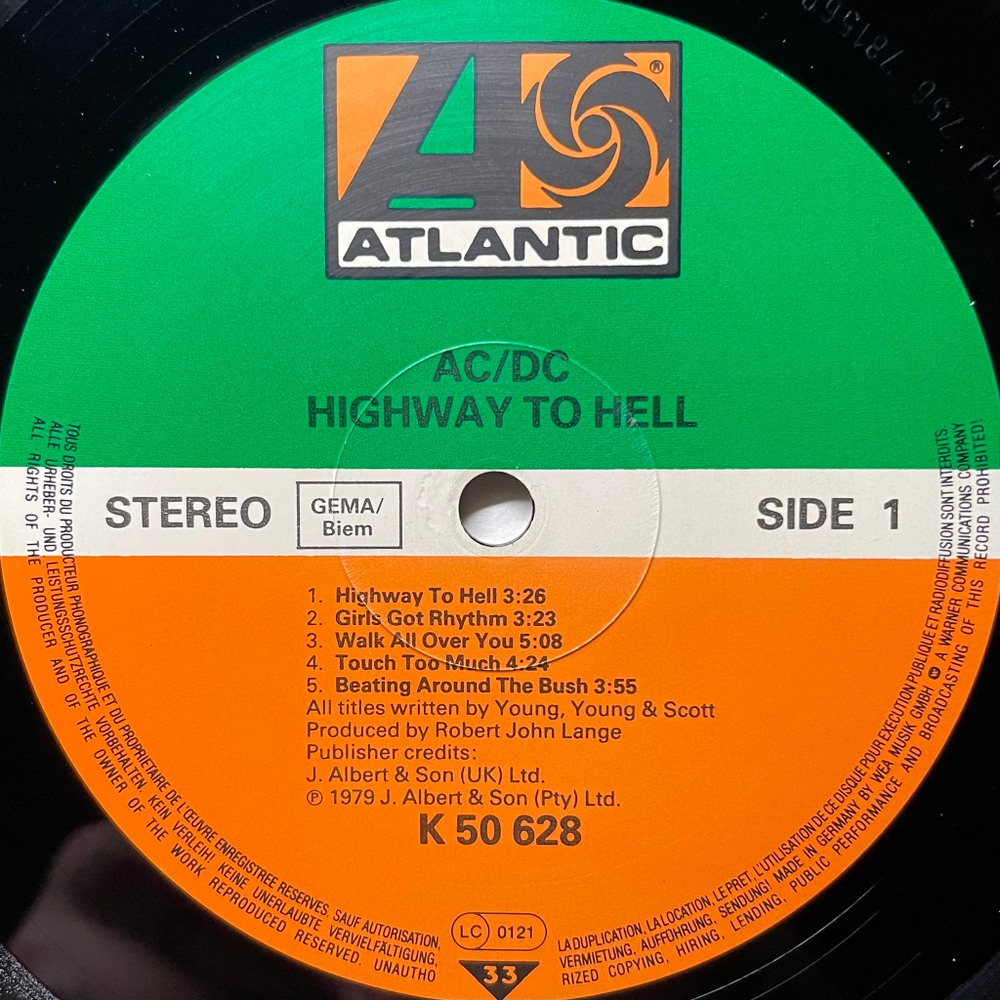 ATLANTIC
®
AC/DC
HIGHWAY TO HELL
STEREO
GEMA/
Biem
SIDE 1
1. Highway To Hell 3:26
2. Girls Got Rhythm 3:23
3. Walk All Over You 5:08
4. Touch Too Much 4:24
5. Beating Around The Bush 3:55
All titles written by Young, Young & Scott
Produced by Robert John Lange
Publisher credits:
J. Albert & Son (UK) Ltd.
℗ 1979 J. Albert & Son (Pty) Ltd.
K 50 628
LC 0121
33
TOUS DROITS DU PRODUCTEUR PHONOGRAPHIQUE ET DU PROPRIETAIRE DE L'ŒUVRE ENREGISTREE RESERVES. SAUF AUTORISATION,
LA DUPLICATION, LA LOCATION, LE PRET, L'UTILISATION DE CE DISQUE POUR EXECUTION PUBLIQUE ET RADIODIFFUSION SONT INTERDITS.
ALLE URHEBER- UND LEISTUNGSSCHUTZRECHTE VORBEHALTEN. KEIN VERLEIH! KEINE UNERLAUBTE VERVIELFÄLTIGUNG,
VERMIETUNG, AUFFÜHRUNG, SENDUNG! MADE IN GERMANY BY WEA MUSIK GMBH A WARNER COMMUNICATIONS COMPANY
ALL RIGHTS OF THE PRODUCER AND OF THE OWNER OF THE WORK REPRODUCED RESERVED. UNAUTHO
RIZED COPYING, HIRING, LENDING, PUBLIC PERFORMANCE AND BROADCASTING OF THIS RECORD PROHIBITED!